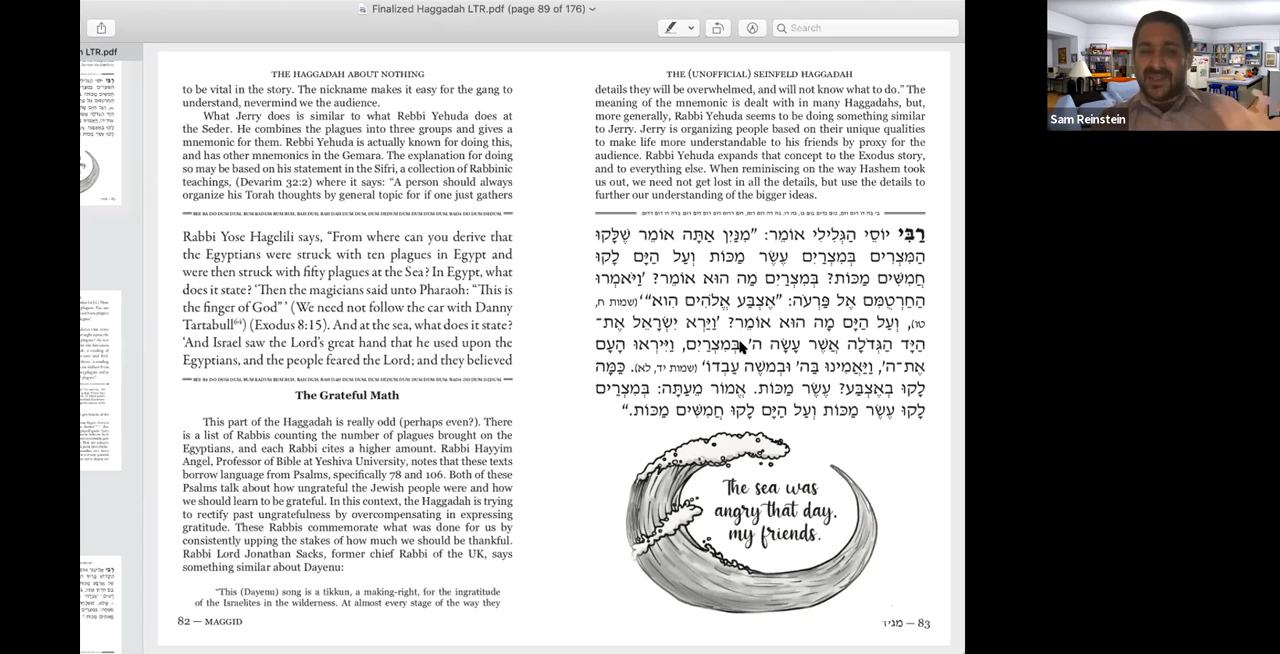 Finalized Haggadah LTR.pdf (page 89 of 176)
Search
LTR.pdf
Sam Reinstein
THE HAGGADAH ABOUT NOTHING
to be vital in the story. The nickname makes it easy for the gang to
understand, nevermind we the audience.
What Jerry does is similar to what Rebbi Yehuda does at
the Seder. He combines the plagues into three groups and gives a
mnemonic for them. Rebbi Yehuda is actually known for doing this,
and has other mnemonics in the Gemara. The explanation for doing
so may be based on his statement in the Sifri, a collection of Rabbinic
teachings, (Devarim 32:2) where it says: “A person should always
organize his Torah thoughts by general topic for if one just gathers
Rabbi Yose Hagelili says, “From where can you derive that
the Egyptians were struck with ten plagues in Egypt and
were then struck with fifty plagues at the Sea? In Egypt, what
does it state? ‘Then the magicians said unto Pharaoh: “This is
the finger of God” ’ (We need not follow the car with Danny
Tartabull⁶⁴) (Exodus 8:15). And at the sea, what does it state?
‘And Israel saw the Lord’s great hand that he used upon the
Egyptians, and the people feared the Lord; and they believed
The Grateful Math
This part of the Haggadah is really odd (perhaps even?). There
is a list of Rabbis counting the number of plagues brought on the
Egyptians, and each Rabbi cites a higher amount. Rabbi Hayyim
Angel, Professor of Bible at Yeshiva University, notes that these texts
borrow language from Psalms, specifically 78 and 106. Both of these
Psalms talk about how ungrateful the Jewish people were and how
we should learn to be grateful. In this context, the Haggadah is trying
to rectify past ungratefulness by overcompensating in expressing
gratitude. These Rabbis commemorate what was done for us by
consistently upping the stakes of how much we should be thankful.
Rabbi Lord Jonathan Sacks, former chief Rabbi of the UK, says
something similar about Dayenu:
“This (Dayenu) song is a tikkun, a making-right, for the ingratitude
of the Israelites in the wilderness. At almost every stage of the way they
82 — MAGGID
THE (UNOFFICIAL) SEINFELD HAGGADAH
details they will be overwhelmed, and will not know what to do.” The
meaning of the mnemonic is dealt with in many Haggadahs, but,
more generally, Rabbi Yehuda seems to be doing something similar
to Jerry. Jerry is organizing people based on their unique qualities
to make life more understandable to his friends by proxy for the
audience. Rabbi Yehuda expands that concept to the Exodus story,
and to everything else. When reminiscing on the way Hashem took
us out, we need not get lost in all the details, but use the details to
further our understanding of the bigger ideas.
רַבִּי יוֹסֵי הַגְּלִילִי אוֹמֵר: "מִנַּיִן אַתָּה אוֹמֵר שֶׁלָּקוּ
הַמִּצְרִים בְּמִצְרַיִם עֶשֶׂר מַכּוֹת וְעַל הַיָּם לָקוּ
חֲמִשִּׁים מַכּוֹת? בְּמִצְרַיִם מַה הוּא אוֹמֵר? 'וַיֹּאמְרוּ
הַחַרְטֻמִּם אֶל פַּרְעֹה: "אֶצְבַּע אֱלֹהִים הוּא"' (שמות ח,
טו), וְעַל הַיָּם מָה הוּא אוֹמֵר? 'וַיַּרְא יִשְׂרָאֵל אֶת־
הַיָּד הַגְּדֹלָה אֲשֶׁר עָשָׂה ה' בְּמִצְרַיִם, וַיִּירְאוּ הָעָם
אֶת־ה', וַיַּאֲמִינוּ בַּה' וּבְמֹשֶׁה עַבְדּוֹ' (שמות יד, לא). כַּמָּה
לָקוּ בְאֶצְבַּע? עֶשֶׂר מַכּוֹת. אֱמוֹר מֵעַתָּה: בְּמִצְרַיִם
לָקוּ עֶשֶׂר מַכּוֹת וְעַל הַיָּם לָקוּ חֲמִשִּׁים מַכּוֹת."
The sea was
angry that day,
my friends.
מגיד — 83